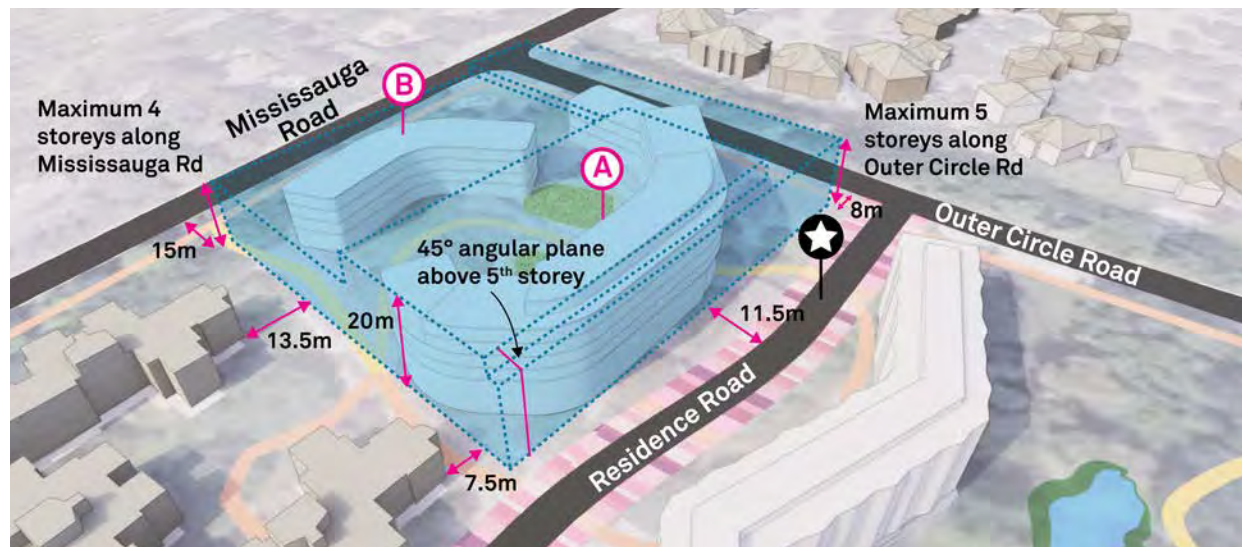 Maximum 4
storeys along
Mississauga Rd
Mississauga
Road
B
A
Maximum 5
storeys along
Outer Circle Rd
8m
15m
45° angular plane
above 5th storey
Outer Circle Road
20m
13.5m
11.5m
Residence Road
7.5m